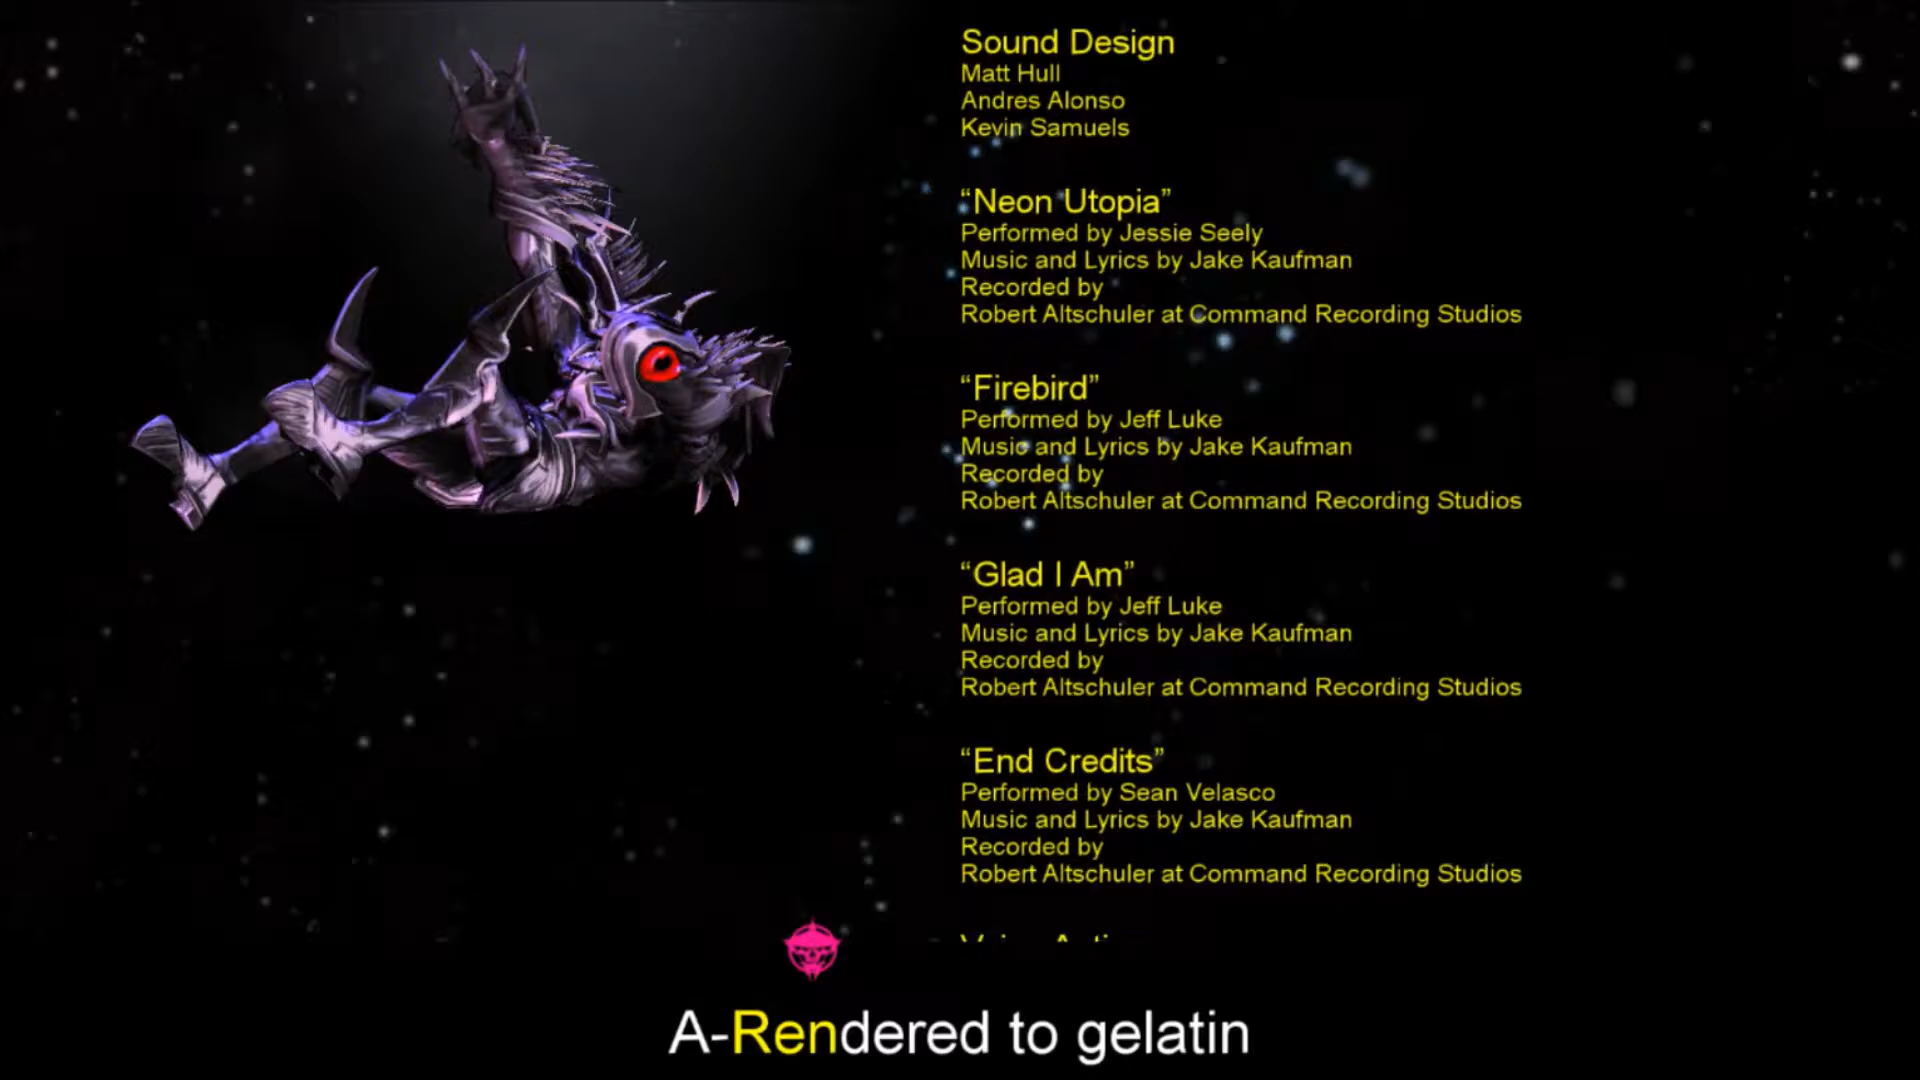 Sound Design
Matt Hull
Andres Alonso
Kevin Samuels
“Neon Utopia”
Performed by Jessie Seely
Music and Lyrics by Jake Kaufman
Recorded by
Robert Altschuler at Command Recording Studios
“Firebird”
Performed by Jeff Luke
Music and Lyrics by Jake Kaufman
Recorded by
Robert Altschuler at Command Recording Studios
“Glad I Am”
Performed by Jeff Luke
Music and Lyrics by Jake Kaufman
Recorded by
Robert Altschuler at Command Recording Studios
“End Credits”
Performed by Sean Velasco
Music and Lyrics by Jake Kaufman
Recorded by
Robert Altschuler at Command Recording Studios
A-Rendered to gelatin